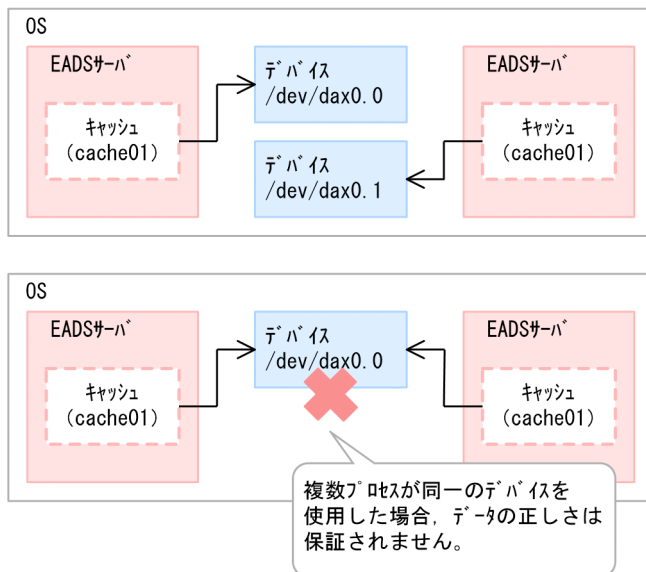 OS
EADSｻｰﾊﾞ
ﾃﾞﾊﾞｲｽ
/dev/dax0.0
EADSｻｰﾊﾞ
ｷｬｯｼｭ
(cache01)
ｷｬｯｼｭ
(cache01)
ﾃﾞﾊﾞｲｽ
/dev/dax0.1
OS
EADSｻｰﾊﾞ
ﾃﾞﾊﾞｲｽ
/dev/dax0.0
EADSｻｰﾊﾞ
ｷｬｯｼｭ
(cache01)
ｷｬｯｼｭ
(cache01)
複数ﾌﾟﾛｾｽが同一のﾃﾞﾊﾞｲｽを
使用した場合，ﾃﾞｰﾀの正しさは
保証されません。